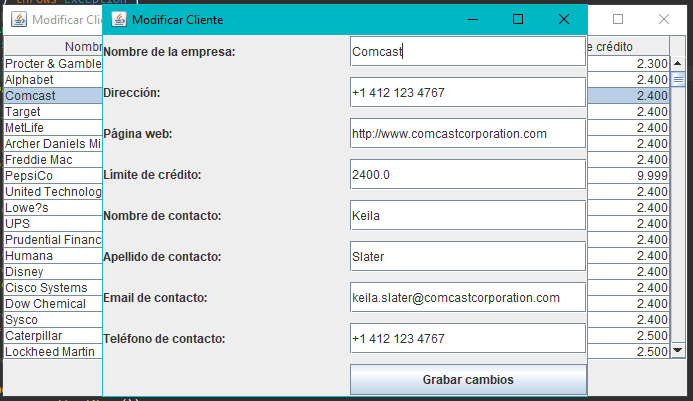 throws Exception {
Modificar Clie
Modificar Cliente
Nombr
e crédito
Procter & Gamble
2.300
Alphabet
2.400
Comcast
2.400
Target
2.400
MetLife
2.400
Archer Daniels Mi
2.400
Freddie Mac
2.400
PepsiCo
9.999
United Technolog
2.400
Lowe?s
2.400
UPS
2.400
Prudential Financ
2.400
Humana
2.400
Disney
2.400
Cisco Systems
2.400
Dow Chemical
2.400
Sysco
2.400
Caterpillar
2.500
Lockheed Martin
2.500
Nombre de la empresa:
Comcast
Dirección:
+1 412 123 4767
Página web:
http://www.comcastcorporation.com
Límite de crédito:
2400.0
Nombre de contacto:
Keila
Apellido de contacto:
Slater
Email de contacto:
keila.slater@comcastcorporation.com
Teléfono de contacto:
+1 412 123 4767
Grabar cambios